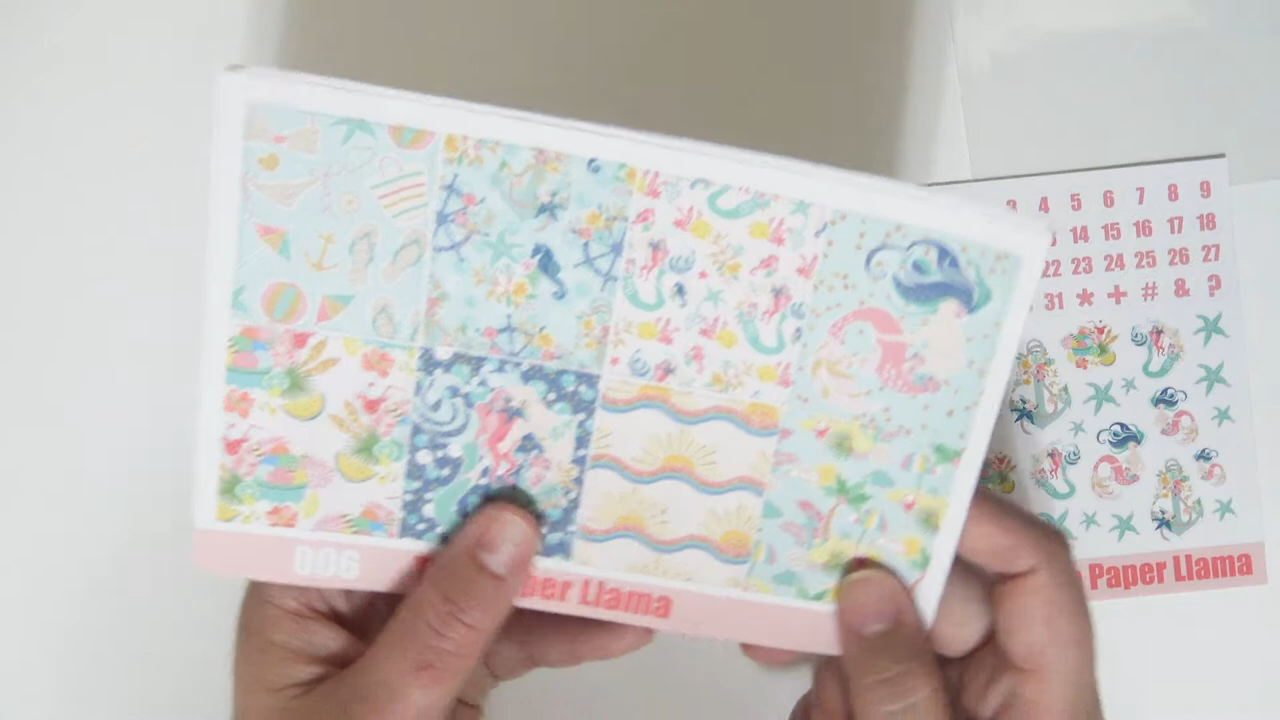 006
per Llama
3 4 5 6 7 8 9
14 15 16 17 18
22 23 24 25 26 27
31 * + # & ?
Paper Llama